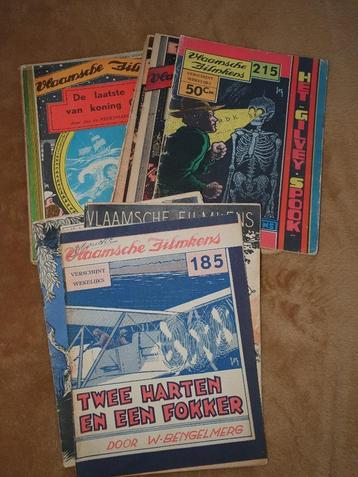 Vlaamsche Filmkens
De laatste
van koning
Vlaamsche Filmkens
VERSCHIJNT
WEKELIJKS
215
50 Cm
HET-GILVEY-SPOOK
VLAAMSCHE FILMKENS
Vlaamsche Filmkens
VERSCHIJNT
WEKELIJKS
185
TWEE HARTEN
EN EEN FOKKER
DOOR W·BENGELMERG